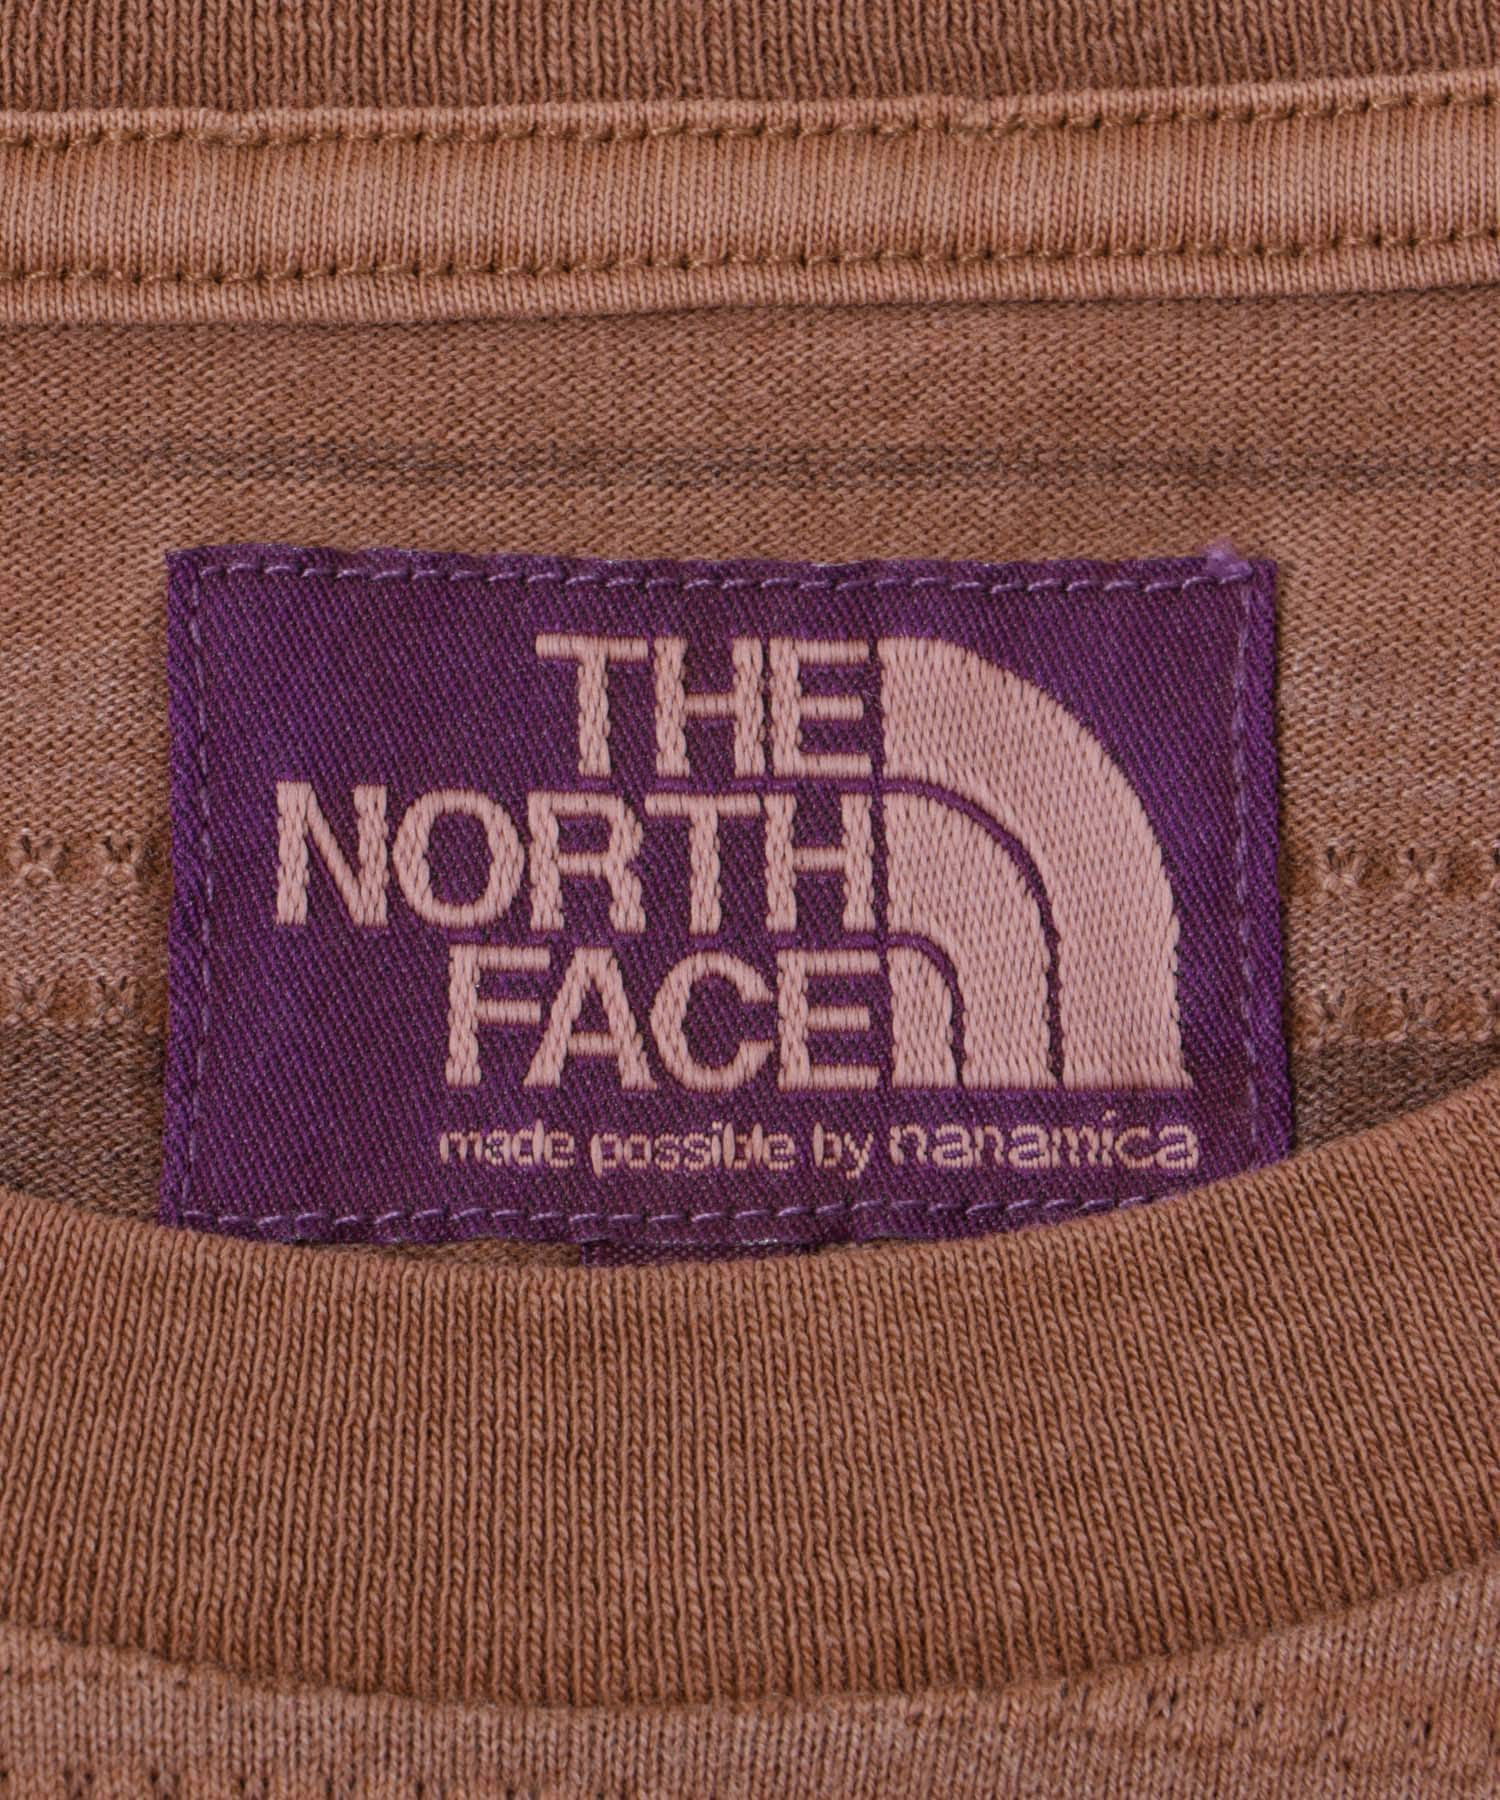 THE
NORTH
FACE
made possible by nanamica